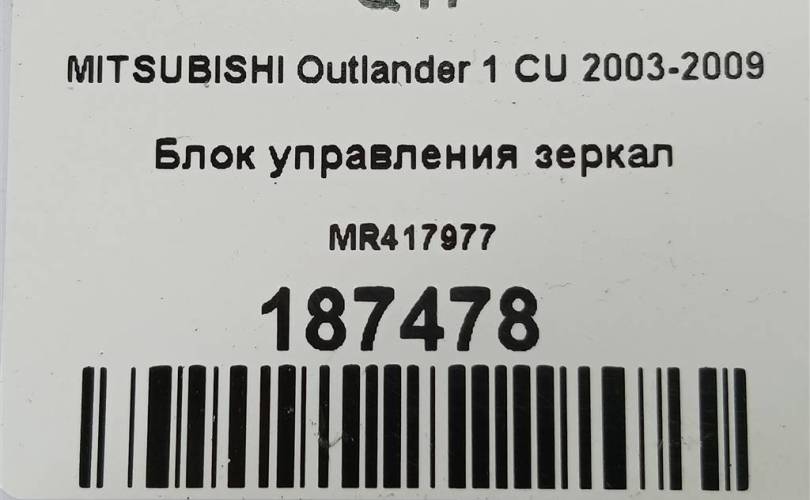 MITSUBISHI Outlander 1 CU 2003-2009
Блок управления зеркал
MR417977
187478